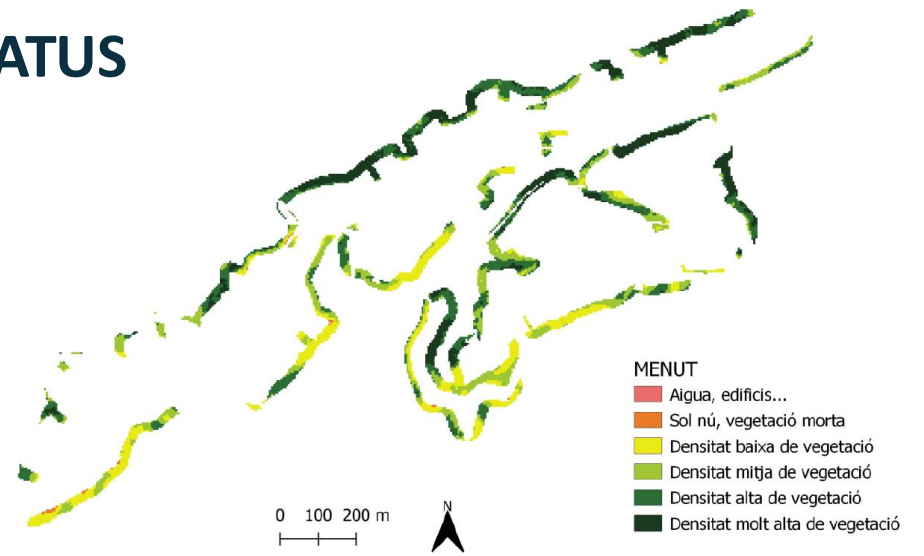 ATUS
MENUT
Aigua, edificis...
Sol nú, vegetació morta
Densitat baixa de vegetació
Densitat mitja de vegetació
Densitat alta de vegetació
Densitat molt alta de vegetació
0 100 200 m
N